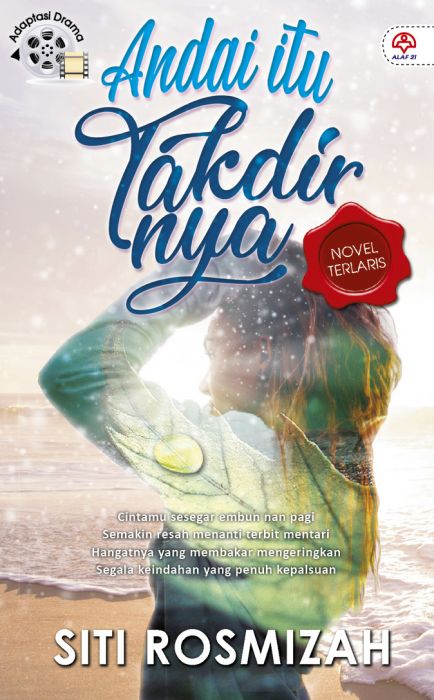 Adaptasi Drama
ALAF 21
Andai itu
Takdir
nya
NOVEL
TERLARIS
Cintamu sesegar embun nan pagi
Semakin resah menanti terbit mentari
Hangatnya yang membakar mengeringkan
Segala keindahan yang penuh kepalsuan
SITI ROSMIZAH